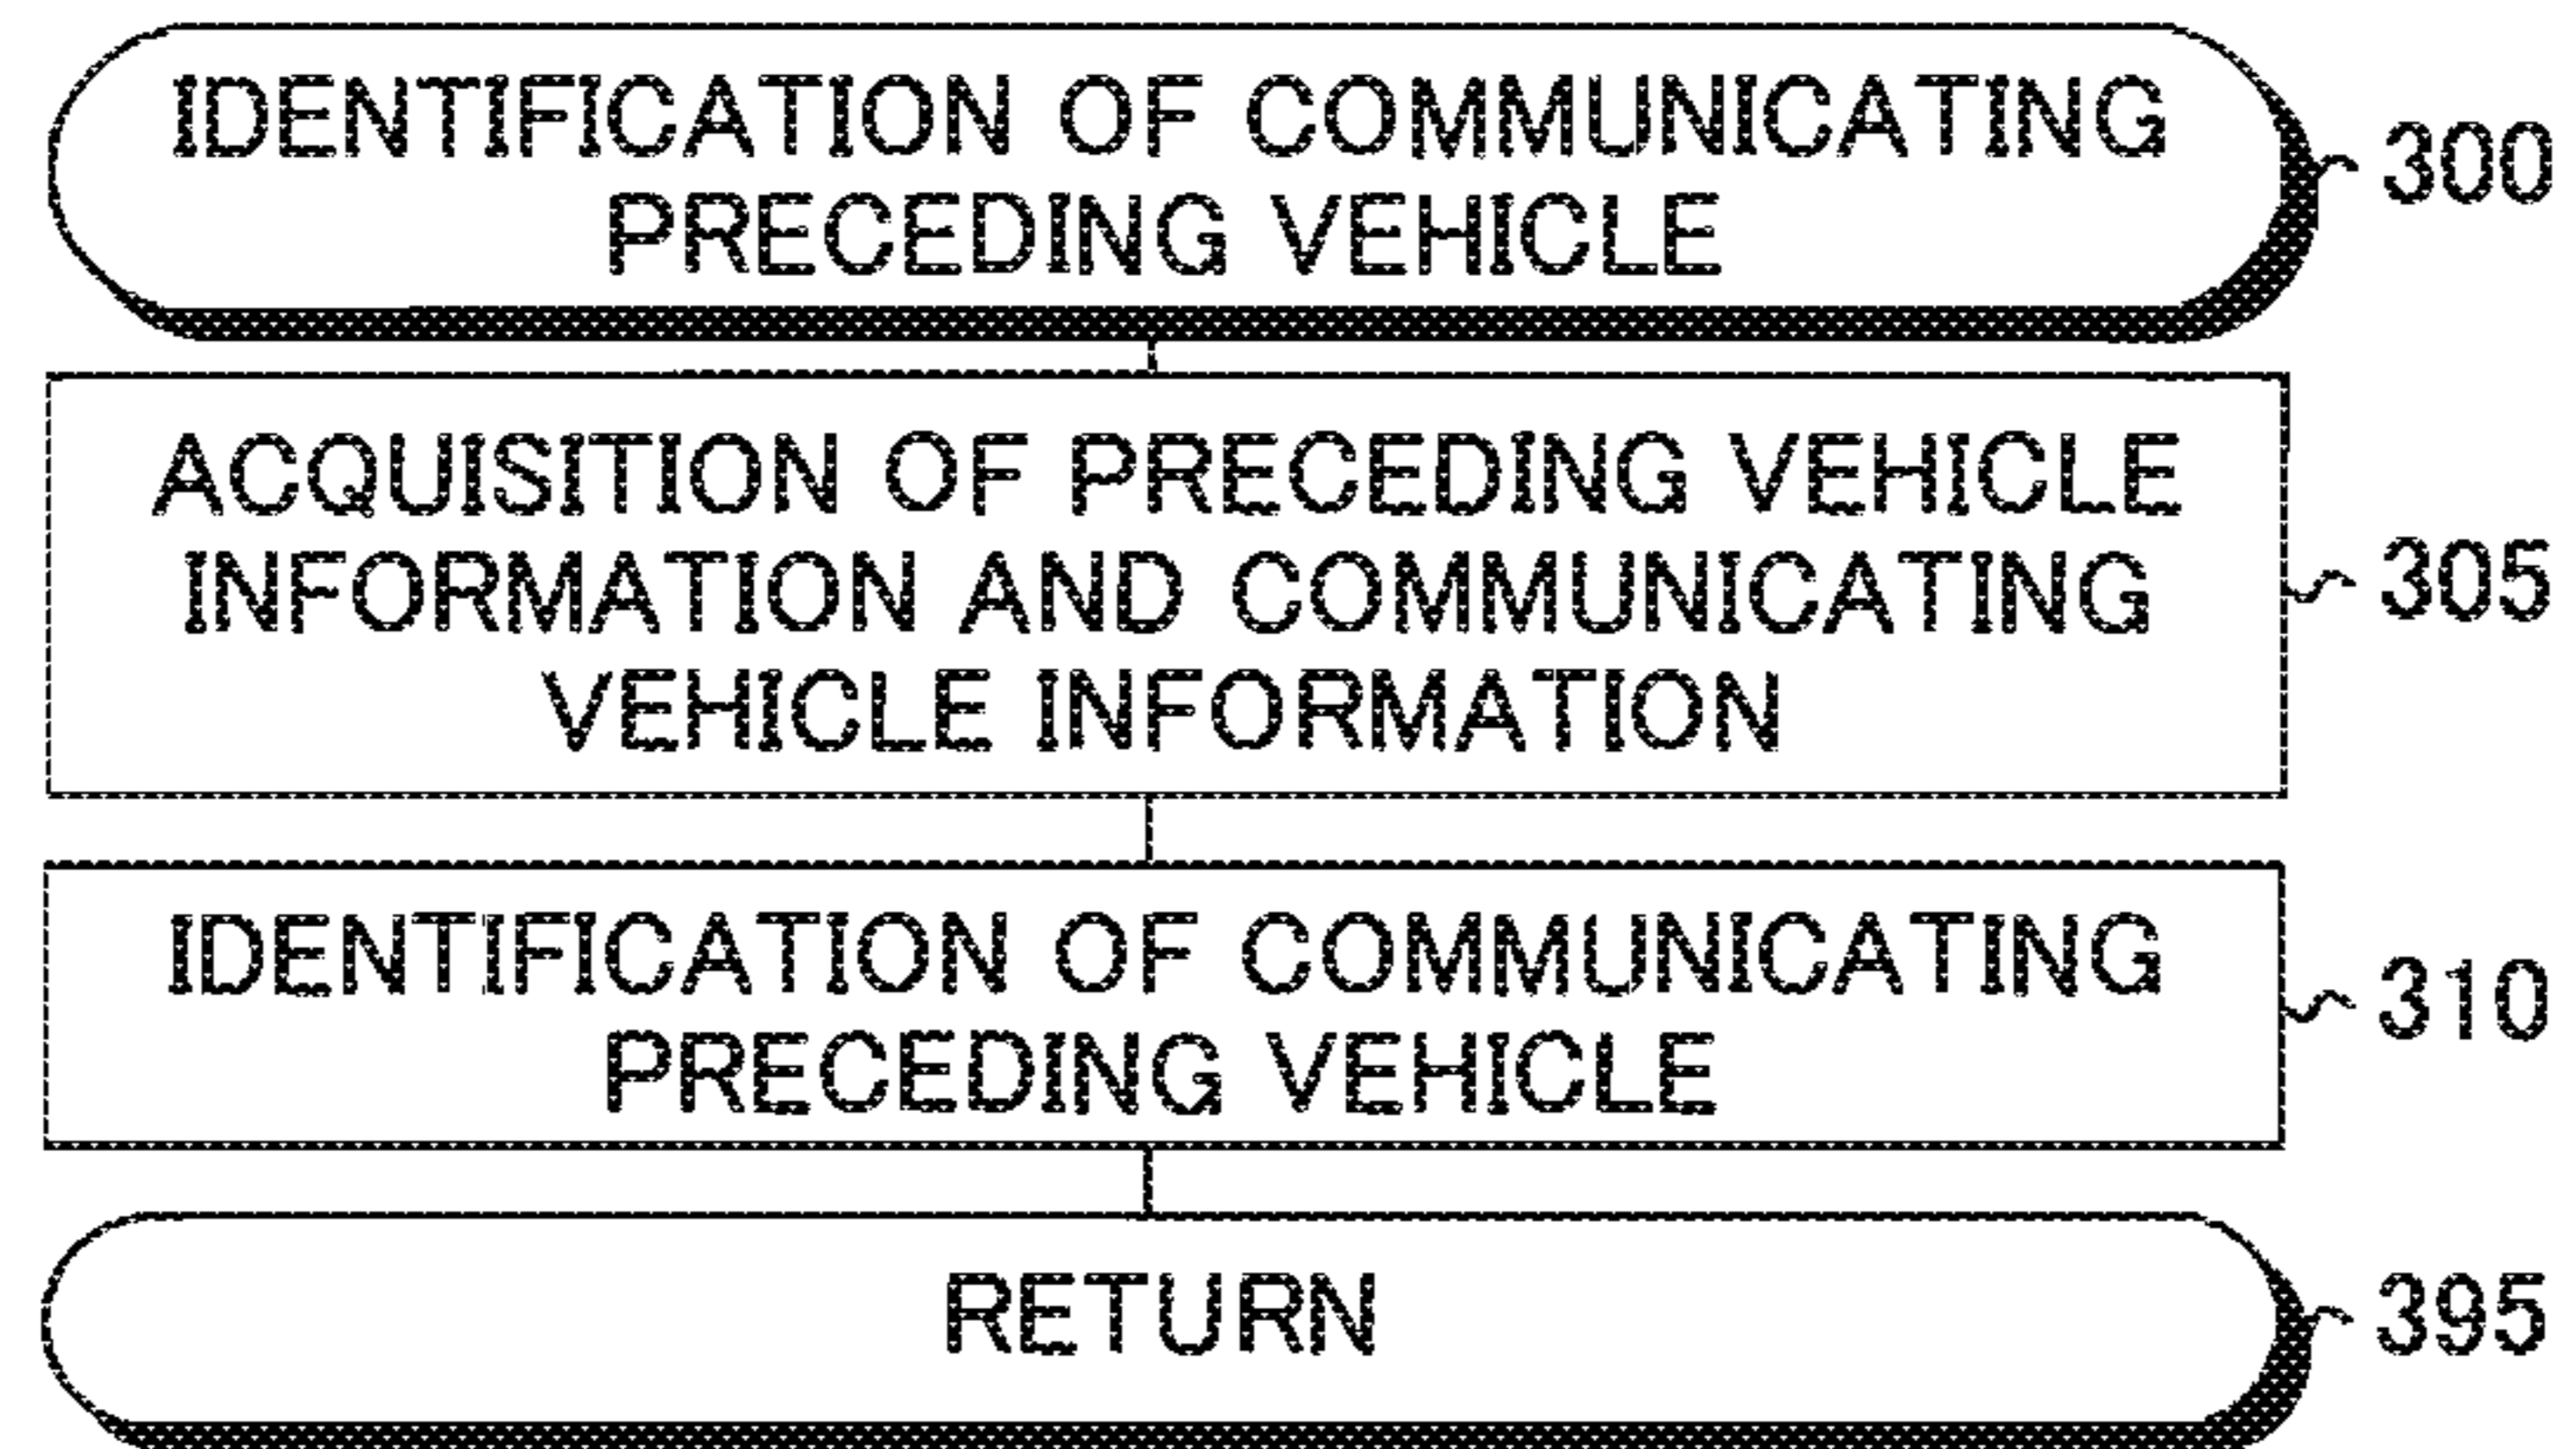 IDENTIFICATION OF COMMUNICATING
PRECEDING VEHICLE
300
ACQUISITION OF PRECEDING VEHICLE
INFORMATION AND COMMUNICATING
VEHICLE INFORMATION
305
IDENTIFICATION OF COMMUNICATING
PRECEDING VEHICLE
310
RETURN
395